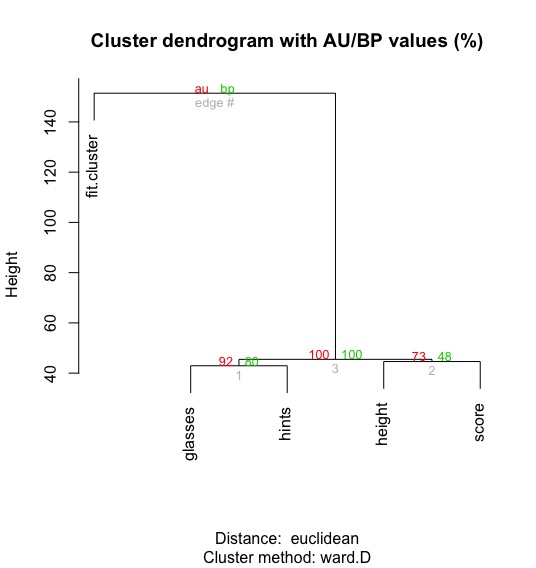 Cluster dendrogram with AU/BP values (%)
au bp
edge #
Height
140
120
100
80
60
40
fit.cluster
92 80
1
100 100
3
73 48
2
glasses
hints
height
score
Distance: euclidean
Cluster method: ward.D